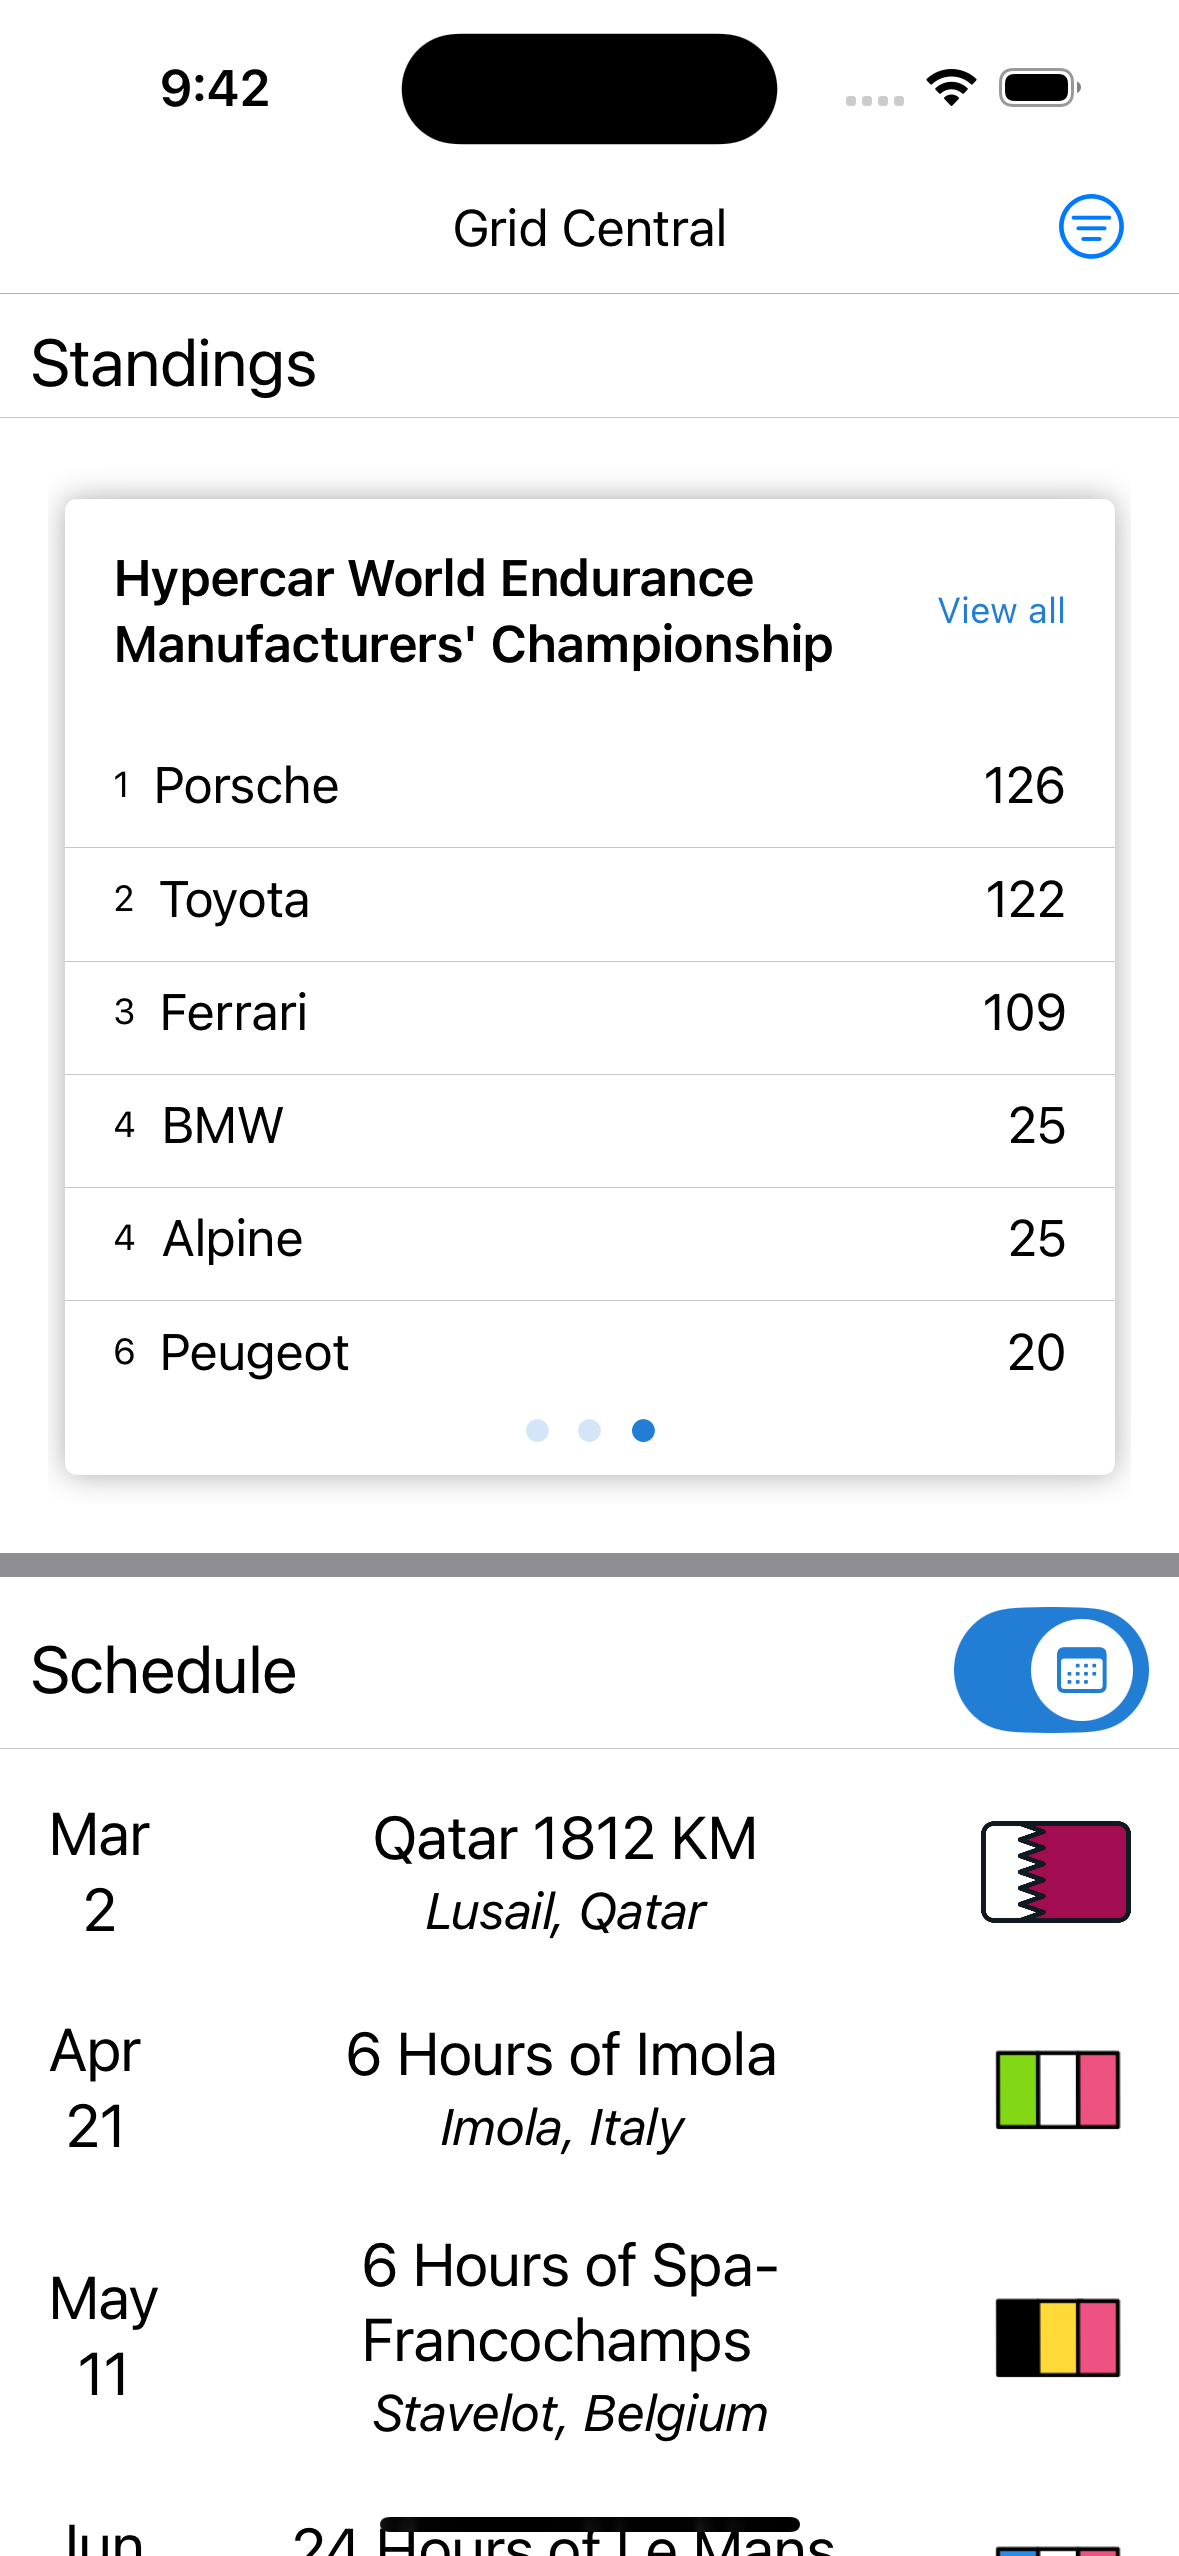 9:42
Grid Central
Standings
Hypercar World Endurance
Manufacturers' Championship
View all
1 Porsche 126
2 Toyota 122
3 Ferrari 109
4 BMW 25
4 Alpine 25
6 Peugeot 20
Schedule
Mar
2
Qatar 1812 KM
Lusail, Qatar
Apr
21
6 Hours of Imola
Imola, Italy
May
11
6 Hours of Spa-
Francochamps
Stavelot, Belgium
Jun
24 Hours of Le Mans